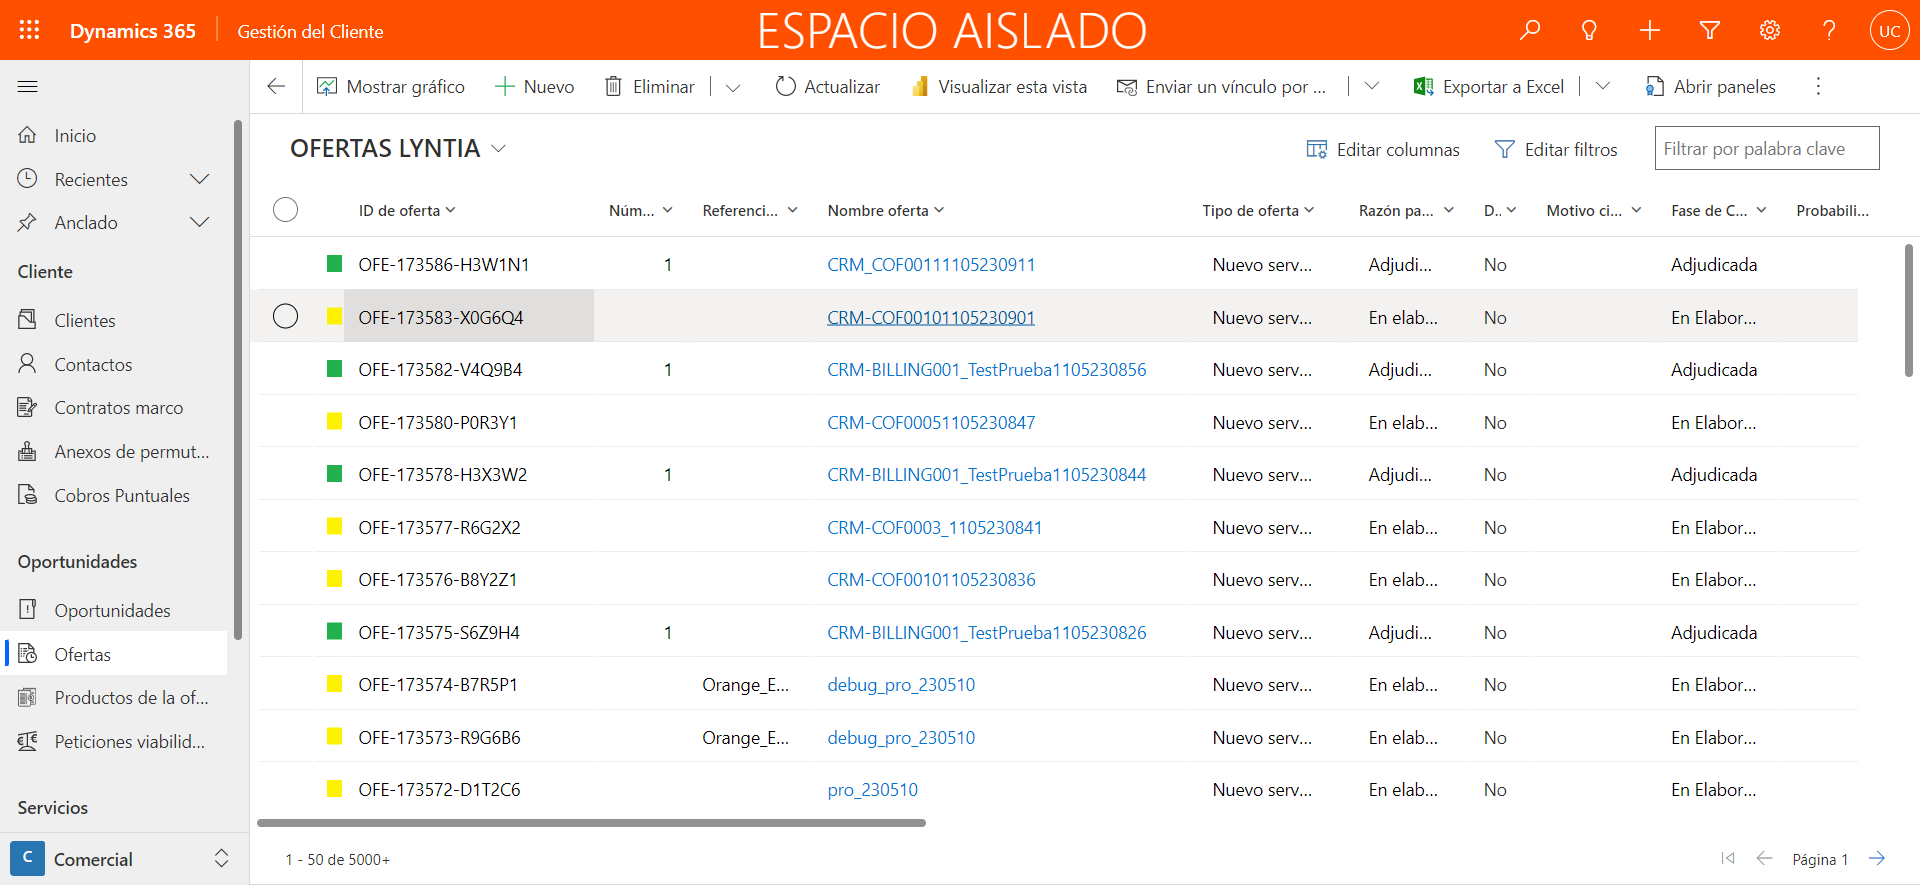 Dynamics 365
Gestión del Cliente
ESPACIO AISLADO
UC
Mostrar gráfico
Nuevo
Eliminar
Actualizar
Visualizar esta vista
Enviar un vínculo por ...
Exportar a Excel
Abrir paneles
Inicio
Recientes
Anclado
Cliente
Clientes
Contactos
Contratos marco
Anexos de permut...
Cobros Puntuales
Oportunidades
Oportunidades
Ofertas
Productos de la of...
Peticiones viabilid...
Servicios
C Comercial
OFERTAS LYNTIA
Editar columnas
Editar filtros
Filtrar por palabra clave
ID de oferta Núm... Referenci... Nombre oferta Tipo de oferta Razón pa... D.. Motivo ci... Fase de C... Probabili...
OFE-173586-H3W1N1 1 CRM_COF00111105230911 Nuevo serv... Adjudi... No Adjudicada
OFE-173583-X0G6Q4 CRM-COF00101105230901 Nuevo serv... En elab... No En Elabor...
OFE-173582-V4Q9B4 1 CRM-BILLING001_TestPrueba1105230856 Nuevo serv... Adjudi... No Adjudicada
OFE-173580-P0R3Y1 CRM-COF00051105230847 Nuevo serv... En elab... No En Elabor...
OFE-173578-H3X3W2 1 CRM-BILLING001_TestPrueba1105230844 Nuevo serv... Adjudi... No Adjudicada
OFE-173577-R6G2X2 CRM-COF0003_1105230841 Nuevo serv... En elab... No En Elabor...
OFE-173576-B8Y2Z1 CRM-COF00101105230836 Nuevo serv... En elab... No En Elabor...
OFE-173575-S6Z9H4 1 CRM-BILLING001_TestPrueba1105230826 Nuevo serv... Adjudi... No Adjudicada
OFE-173574-B7R5P1 Orange_E... debug_pro_230510 Nuevo serv... En elab... No En Elabor...
OFE-173573-R9G6B6 Orange_E... debug_pro_230510 Nuevo serv... En elab... No En Elabor...
OFE-173572-D1T2C6 pro_230510 Nuevo serv... En elab... No En Elabor...
1 - 50 de 5000+
Página 1